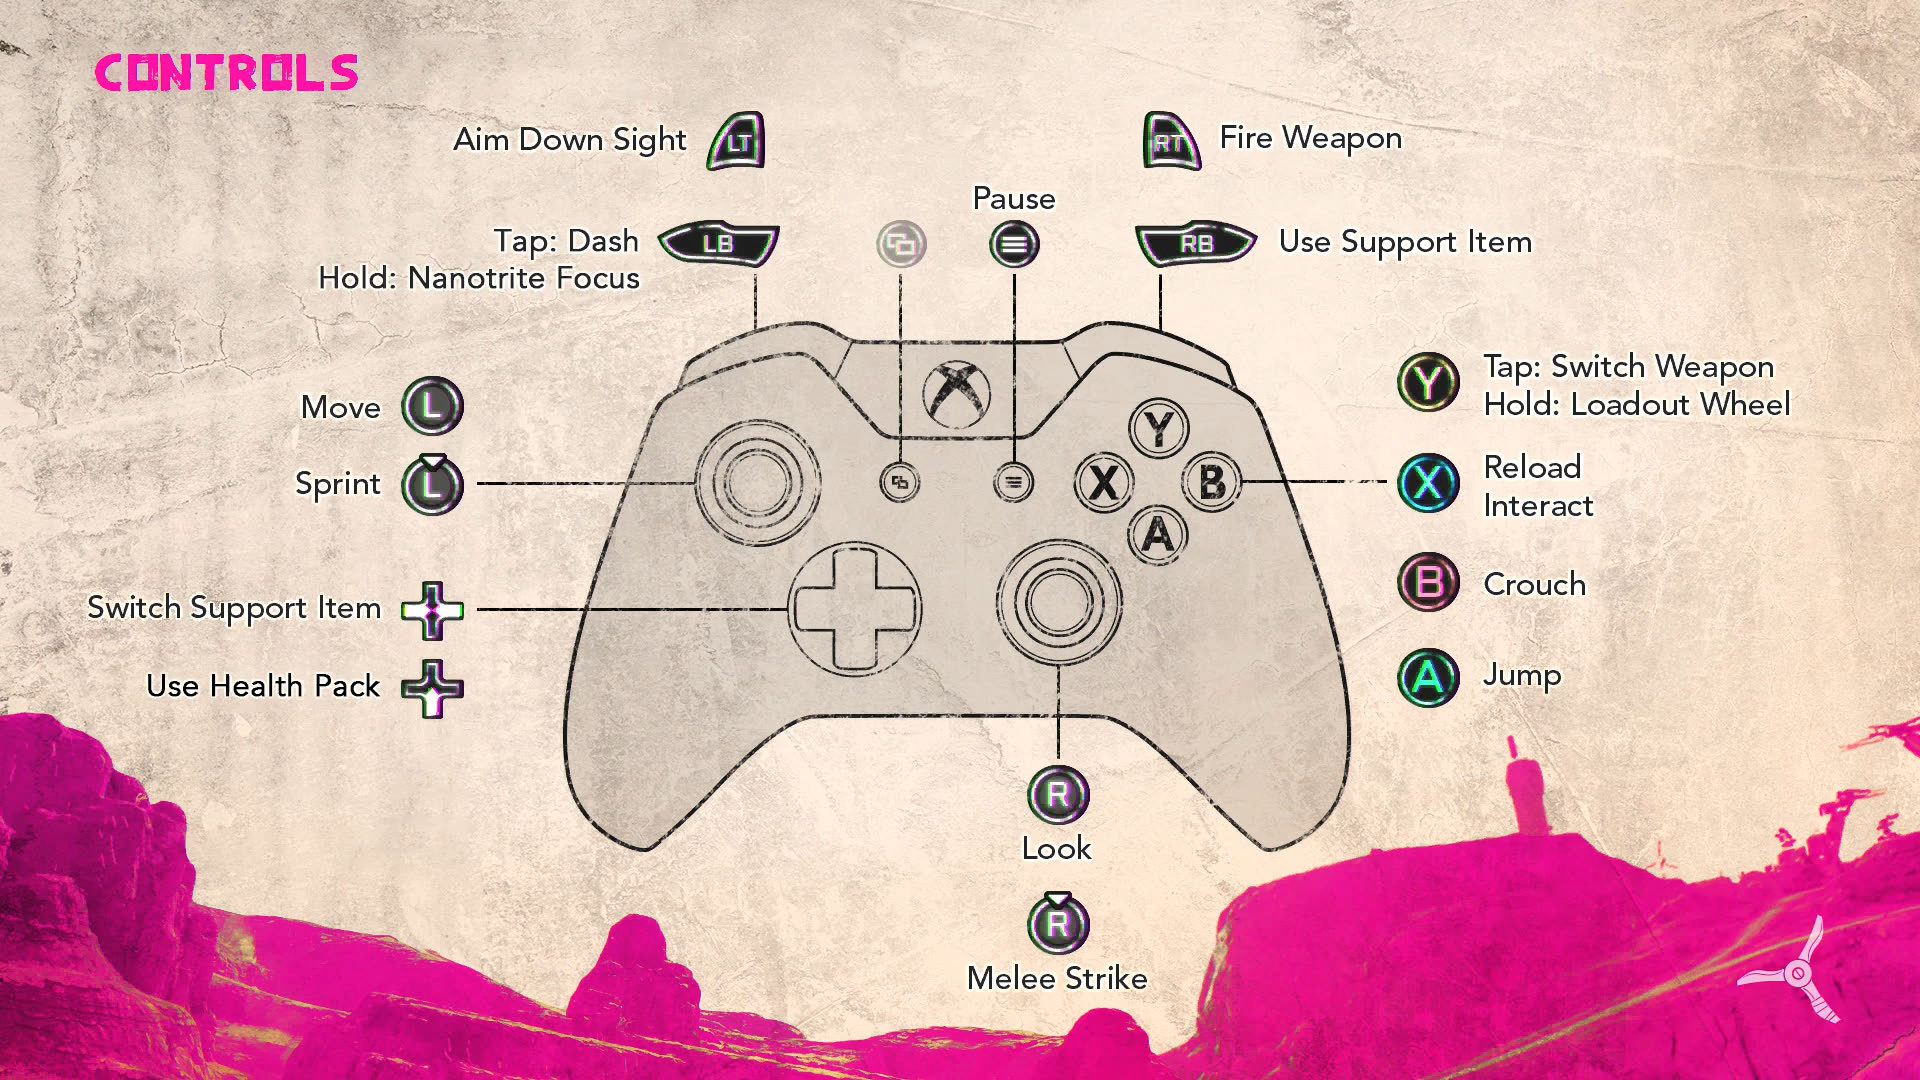 CONTROLS
Aim Down Sight LT
RT Fire Weapon
Pause
Tap: Dash LB
Hold: Nanotrite Focus
RB Use Support Item
Move L
Sprint L
Switch Support Item
Use Health Pack
Y
X B
A
Y Tap: Switch Weapon
Hold: Loadout Wheel
X Reload
Interact
B Crouch
A Jump
R
Look
R
Melee Strike